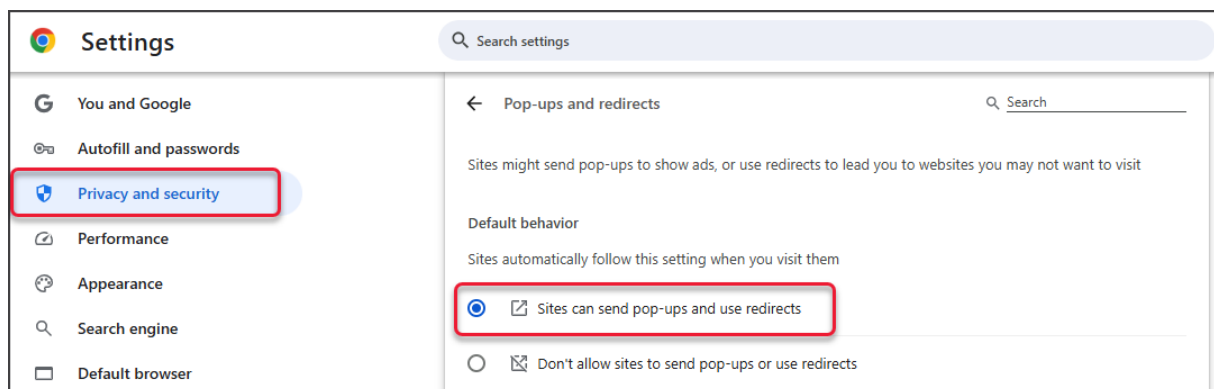 Settings
Search settings
You and Google
Autofill and passwords
Privacy and security
Performance
Appearance
Search engine
Default browser
Pop-ups and redirects
Search
Sites might send pop-ups to show ads, or use redirects to lead you to websites you may not want to visit
Default behavior
Sites automatically follow this setting when you visit them
Sites can send pop-ups and use redirects
Don't allow sites to send pop-ups or use redirects